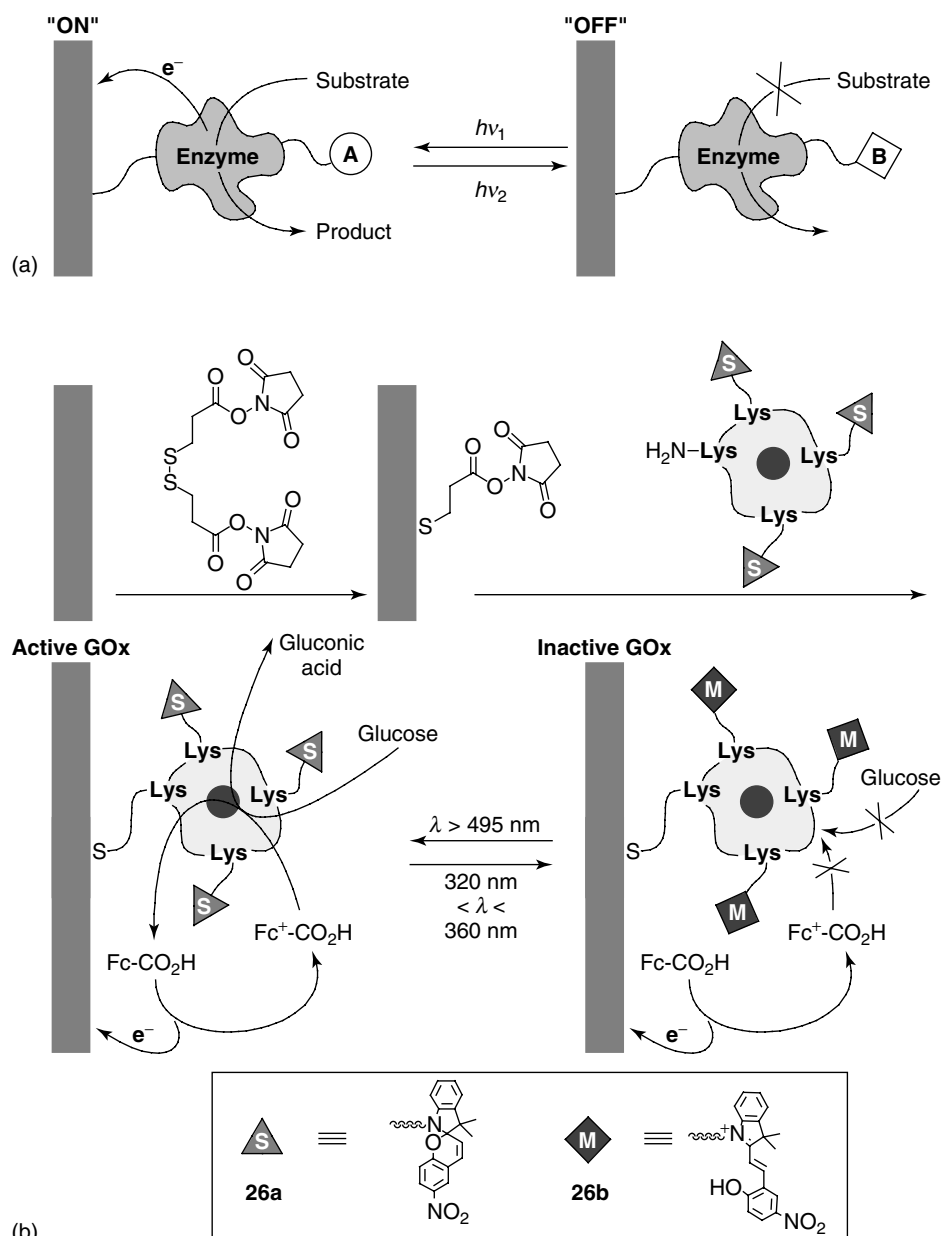 "ON"
"OFF"
e−
Substrate
Enzyme
A
Product
hν1
hν2
Substrate
Enzyme
B
(a)
O
O
O
N
O
S
S
O
N
O
O
O
O
O
O
N
S
O
S
Lys
S
H2N–Lys
Lys
Lys
S
Active GOx
Gluconic
acid
S
Glucose
Lys
S
Lys
Lys
S
Lys
S
Fc+-CO2H
Fc-CO2H
e−
λ > 495 nm
320 nm
< λ <
360 nm
Inactive GOx
M
M
Lys
Glucose
Lys
Lys
S
Lys
M
Fc-CO2H
Fc+-CO2H
e−
S
≡
N
O
NO2
26a
M
≡
+
N
HO
NO2
26b
(b)